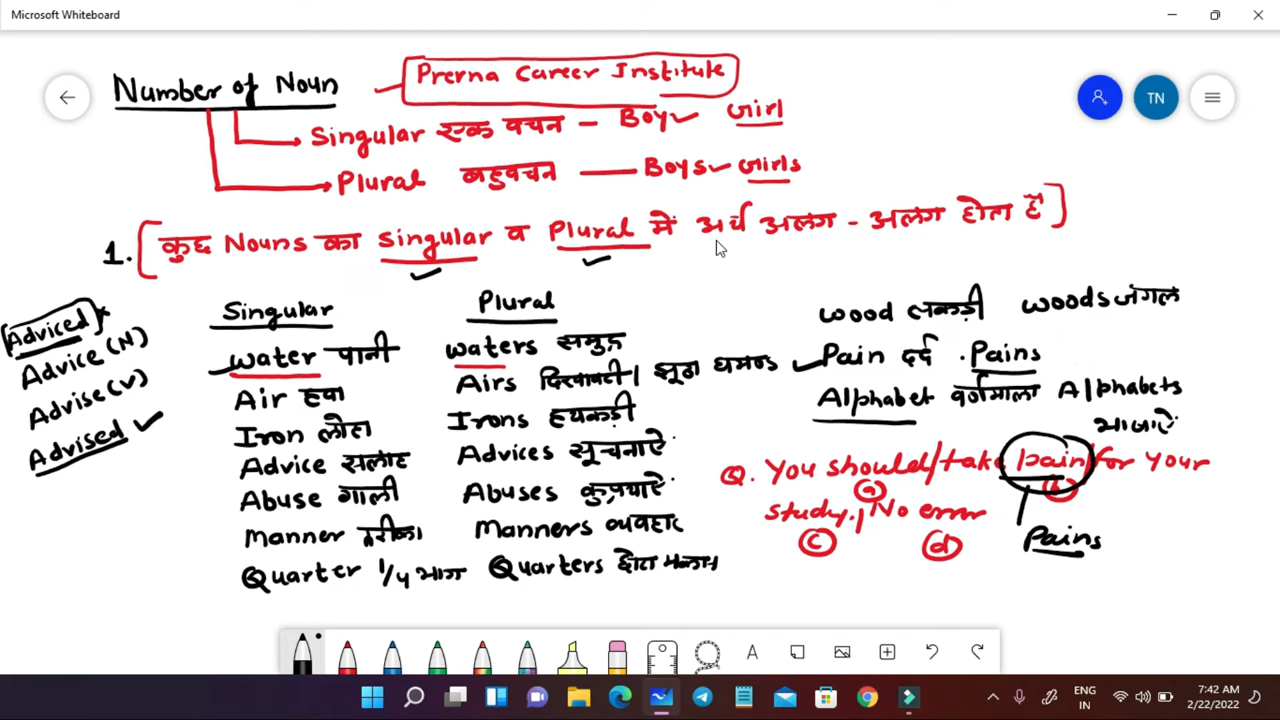 Microsoft Whiteboard
Number of Noun
Prerna Career Institute
Singular एक वचन - Boy Girl
Plural बहुवचन - Boys Girls
1. [कुछ Nouns का singular व Plural में अर्थ अलग - अलग होता है]
Adviced
Advice (N)
Advise (V)
Advised
Singular Plural
water पानी waters समुद्र
Air हवा Airs दिखावटी। झूठा घमण्ड
Iron लोहा Irons हथकड़ी
Advice सलाह Advices सूचनाऐं
Abuse गाली Abuses कुप्रथाऐं
Manner तरीका Manners व्यवहार
Quarter 1/4 भाग Quarters छोटा मकान
wood लकड़ी woods जंगल
Pain दर्द Pains
Alphabet वर्णमाला Alphabets
भाषाऐं
Q. You should/take pain/for your
(a) (b)
study./No error
(c) (d)
Pains
TN
A
ENG
IN
7:42 AM
2/22/2022